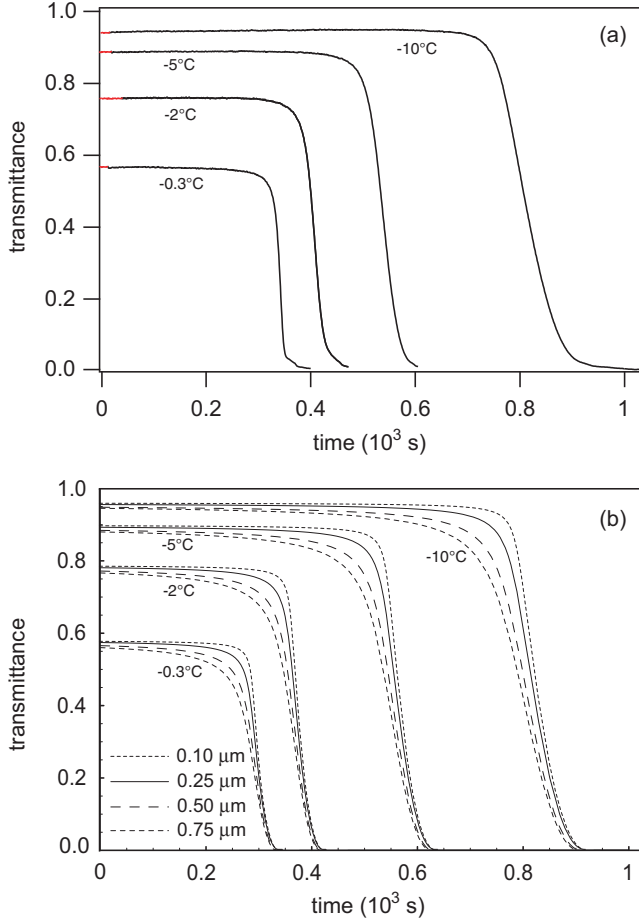 1.0
0.8
0.6
0.4
0.2
0.0
transmittance
(a)
-10°C
-5°C
-2°C
-0.3°C
0 0.2 0.4 0.6 0.8 1
time (10³ s)
1.0
0.8
0.6
0.4
0.2
0.0
transmittance
(b)
-5°C
-10°C
-2°C
-0.3°C
0.10 µm
0.25 µm
0.50 µm
0.75 µm
0 0.2 0.4 0.6 0.8 1
time (10³ s)